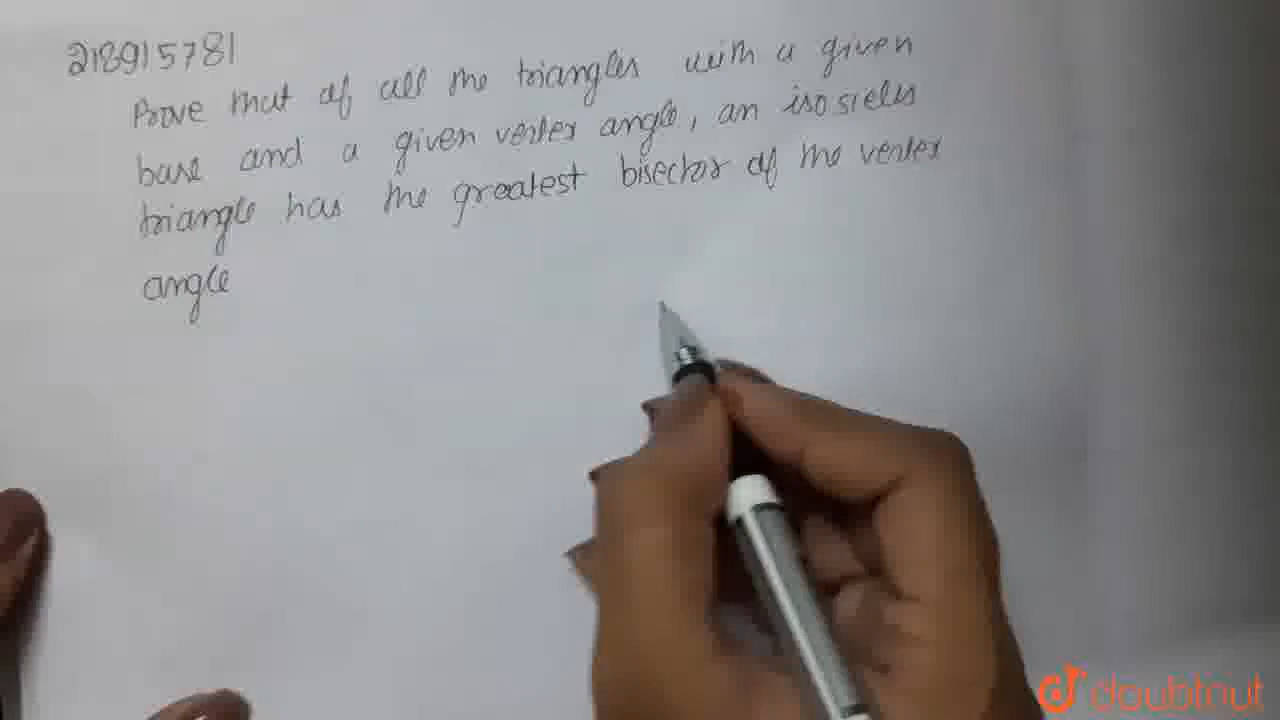 218915781
Prove that of all the triangles with a given
base and a given vertex angle, an isosieles
triangle has the greatest bisector of the vertex
angle
doubtnut